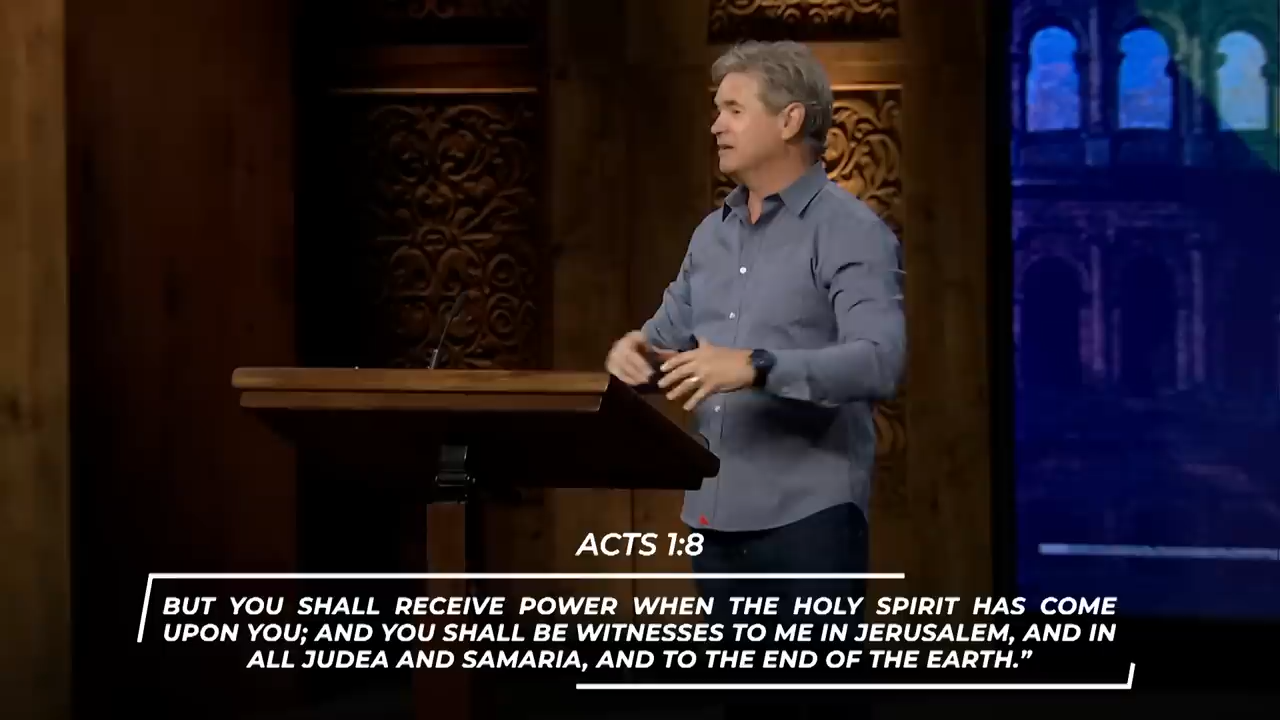 ACTS 1:8
BUT YOU SHALL RECEIVE POWER WHEN THE HOLY SPIRIT HAS COME
UPON YOU; AND YOU SHALL BE WITNESSES TO ME IN JERUSALEM, AND IN
ALL JUDEA AND SAMARIA, AND TO THE END OF THE EARTH.”